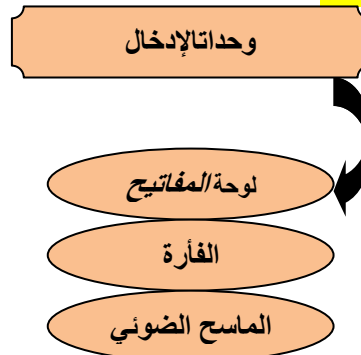 وحداتالإدخال
لوحةالمفاتيح
الفأرة
الماسح الضوئي